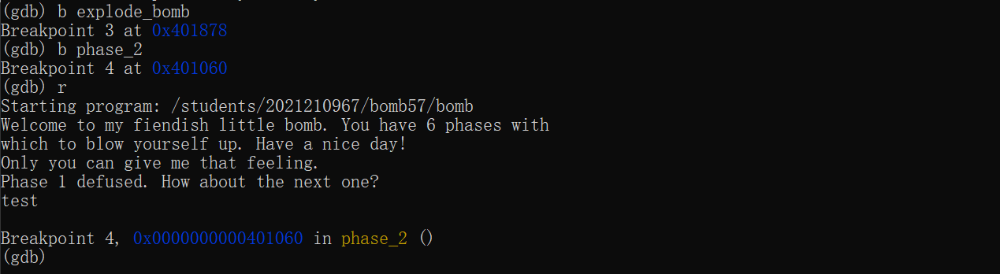 (gdb) b explode_bomb
Breakpoint 3 at 0x401878
(gdb) b phase_2
Breakpoint 4 at 0x401060
(gdb) r
Starting program: /students/2021210967/bomb57/bomb
Welcome to my fiendish little bomb. You have 6 phases with
which to blow yourself up. Have a nice day!
Only you can give me that feeling.
Phase 1 defused. How about the next one?
test
Breakpoint 4, 0x0000000000401060 in phase_2 ()
(gdb)